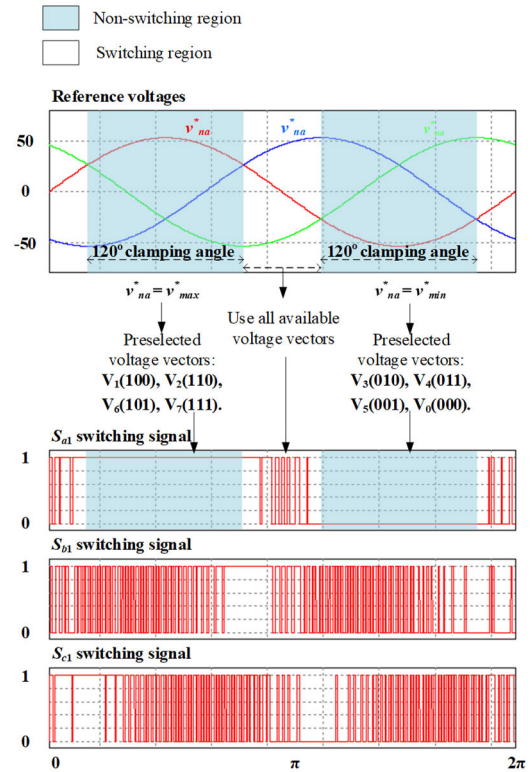 Non-switching region
Switching region
Reference voltages
v*na v*na v*na
50
0
-50
120° clamping angle 120° clamping angle
v*na = v*max v*na = v*min
Use all available
voltage vectors
Preselected
voltage vectors:
V1(100), V2(110),
V6(101), V7(111).
Preselected
voltage vectors:
V3(010), V4(011),
V5(001), V0(000).
Sa1 switching signal
1
0
Sb1 switching signal
1
0
Sc1 switching signal
1
0
0 π 2π